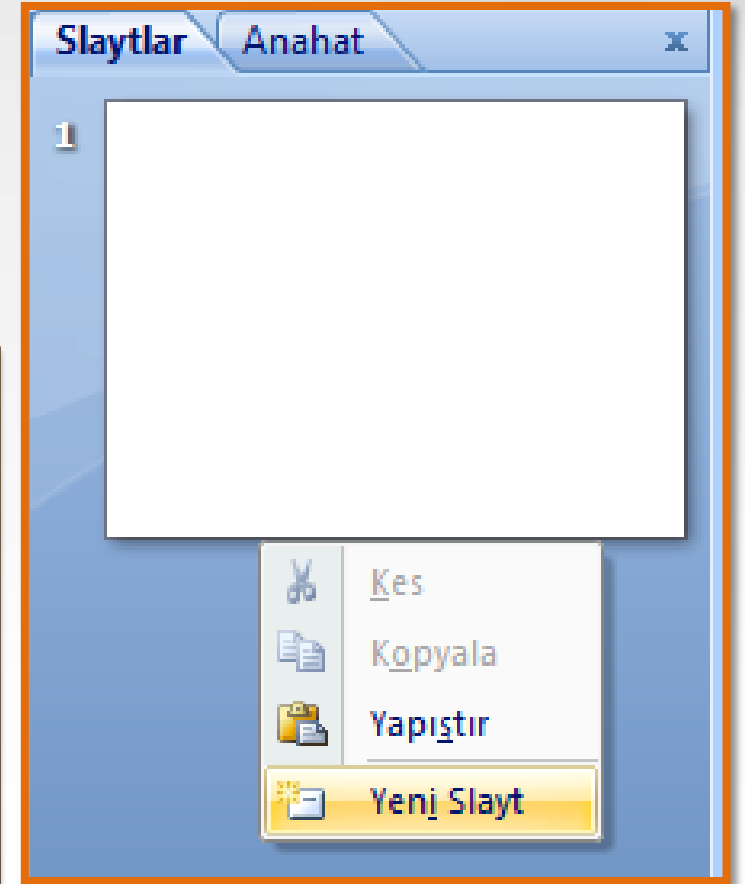 Slaytlar Anahat x
1
Kes
Kopyala
Yapıştır
Yeni Slayt